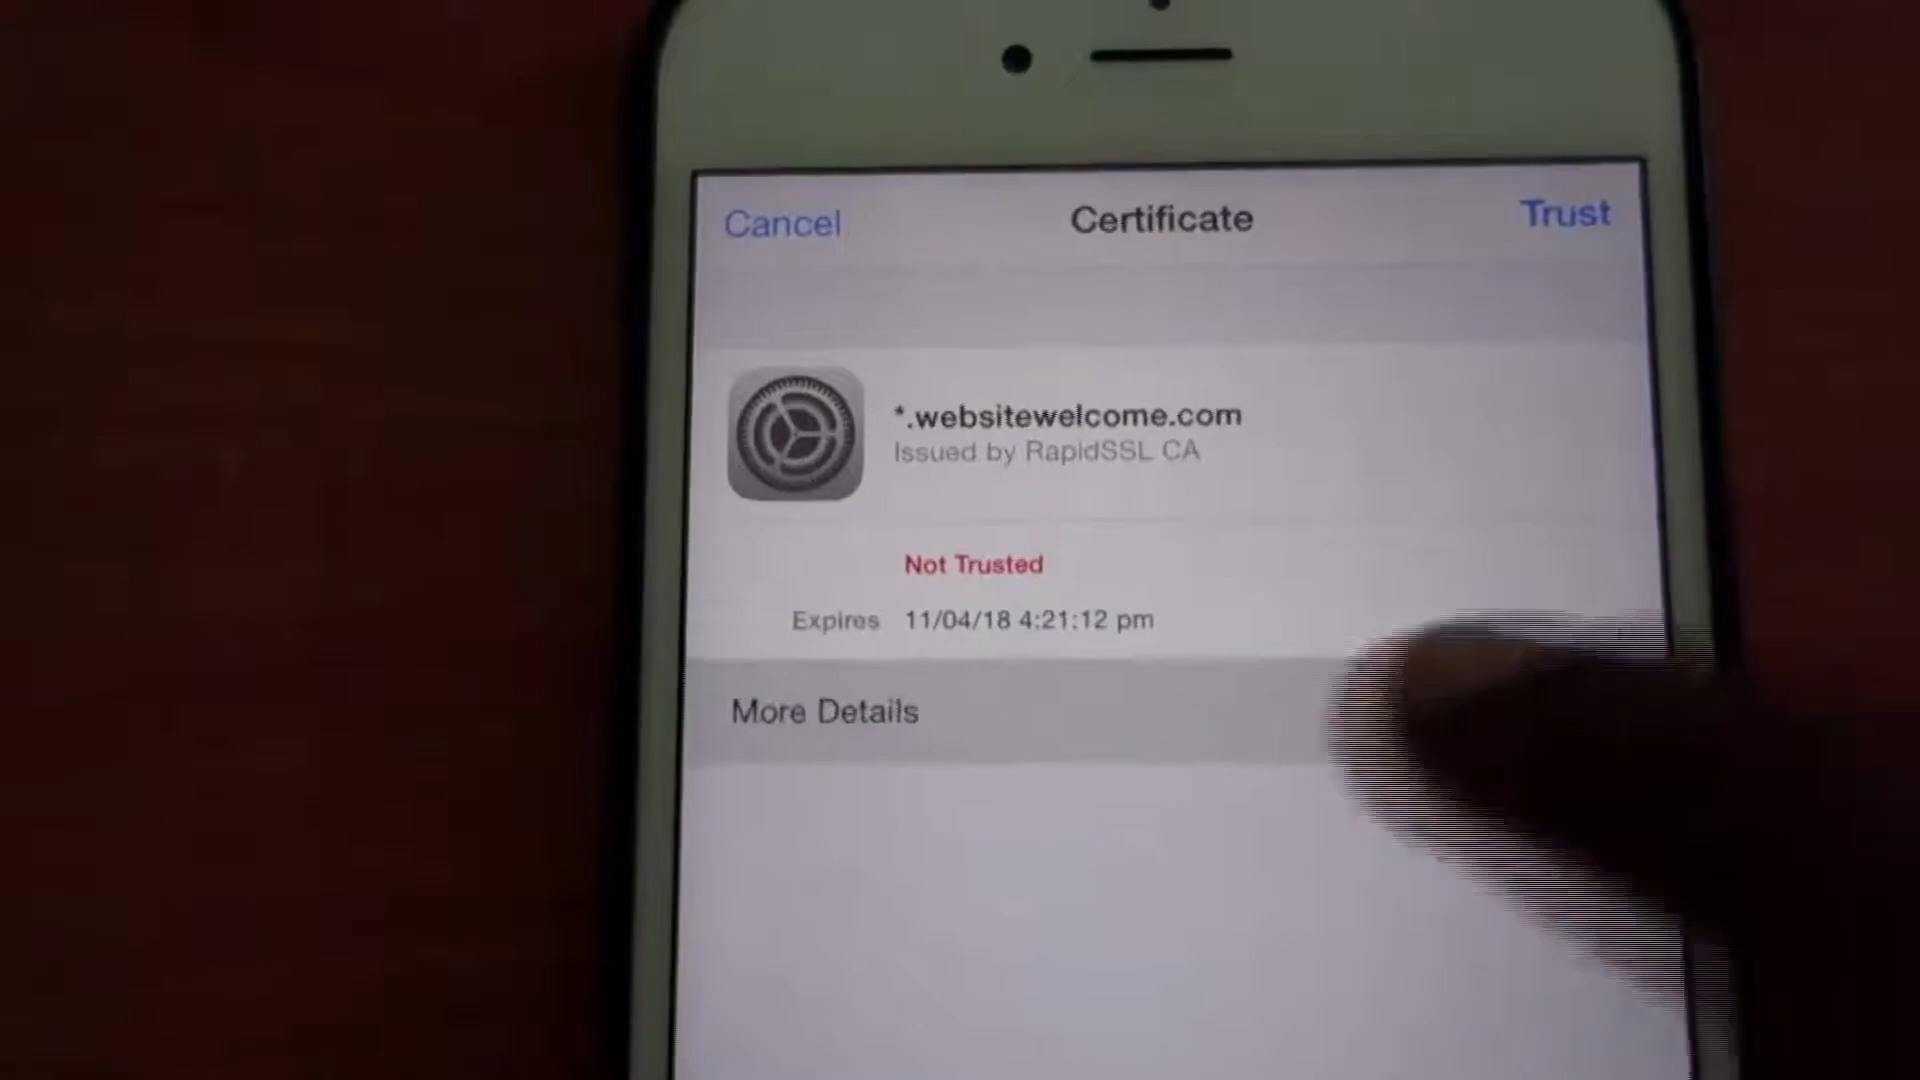 Cancel Certificate Trust
*.websitewelcome.com
Issued by RapidSSL CA
Not Trusted
Expires 11/04/18 4:21:12 pm
More Details